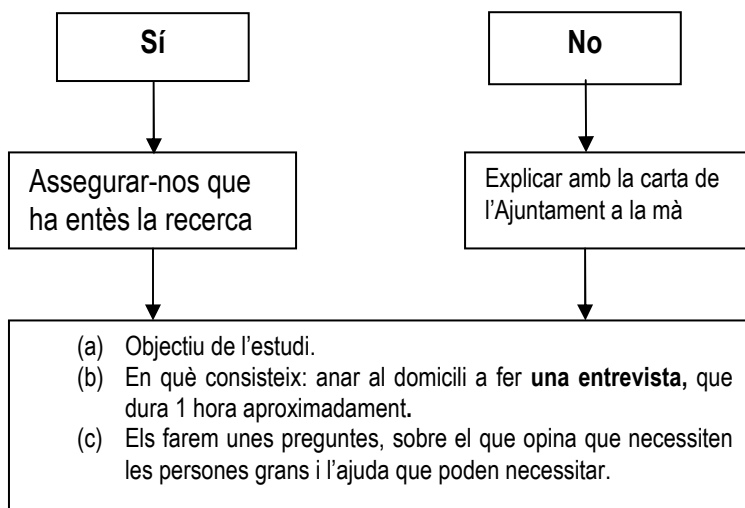 Sí
No
Assegurar-nos que
ha entès la recerca
Explicar amb la carta de
l’Ajuntament a la mà
(a) Objectiu de l’estudi.
(b) En què consisteix: anar al domicili a fer una entrevista, que
dura 1 hora aproximadament.
(c) Els farem unes preguntes, sobre el que opina que necessiten
les persones grans i l’ajuda que poden necessitar.